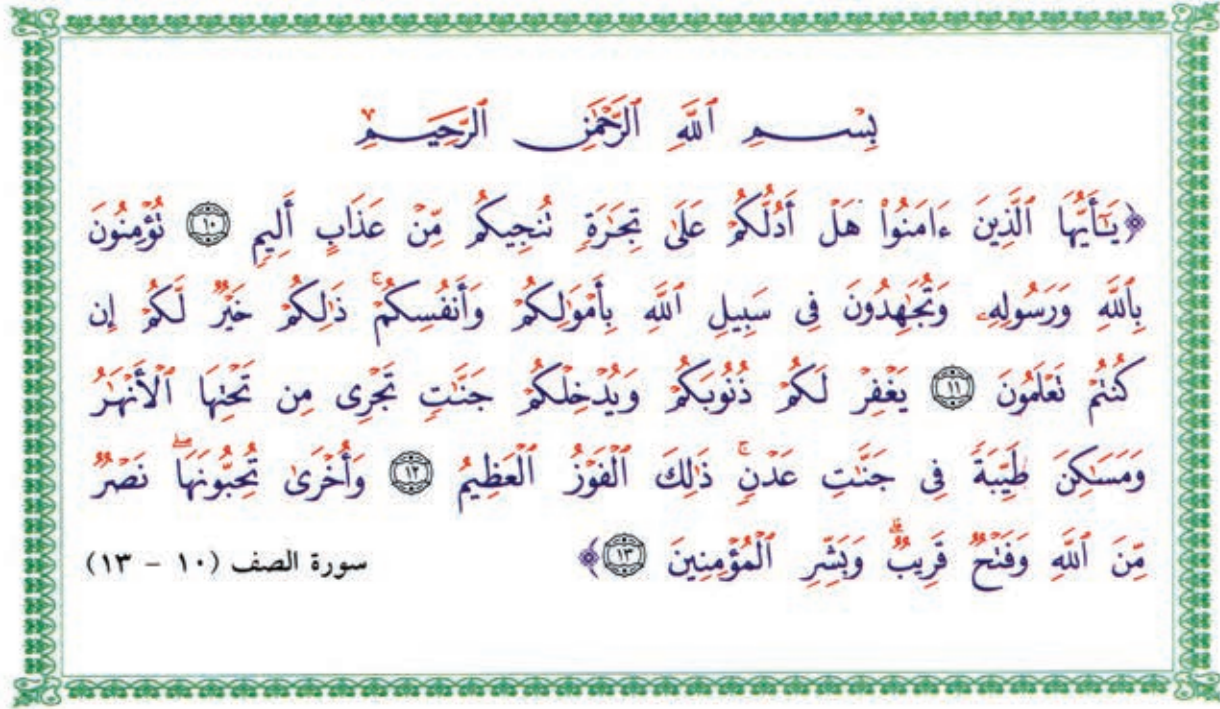 بِسْمِ ٱللَّهِ ٱلرَّحْمَٰنِ ٱلرَّحِيمِ
﴿يَـٰٓأَيُّهَا ٱلَّذِينَ ءَامَنُوا۟ هَلْ أَدُلُّكُمْ عَلَىٰ تِجَـٰرَةٍ تُنجِيكُم مِّنْ عَذَابٍ أَلِيمٍ ١٠ تُؤْمِنُونَ
بِٱللَّهِ وَرَسُولِهِۦ وَتُجَـٰهِدُونَ فِى سَبِيلِ ٱللَّهِ بِأَمْوَٰلِكُمْ وَأَنفُسِكُمْ ۚ ذَٰلِكُمْ خَيْرٌ لَّكُمْ إِن
كُنتُمْ تَعْلَمُونَ ١١ يَغْفِرْ لَكُمْ ذُنُوبَكُمْ وَيُدْخِلْكُمْ جَنَّـٰتٍ تَجْرِى مِن تَحْتِهَا ٱلْأَنْهَـٰرُ
وَمَسَـٰكِنَ طَيِّبَةً فِى جَنَّـٰتِ عَدْنٍ ۚ ذَٰلِكَ ٱلْفَوْزُ ٱلْعَظِيمُ ١٢ وَأُخْرَىٰ تُحِبُّونَهَا ۖ نَصْرٌ
مِّنَ ٱللَّهِ وَفَتْحٌ قَرِيبٌ ۗ وَبَشِّرِ ٱلْمُؤْمِنِينَ ١٣﴾ سورة الصف (١٠ - ١٣)